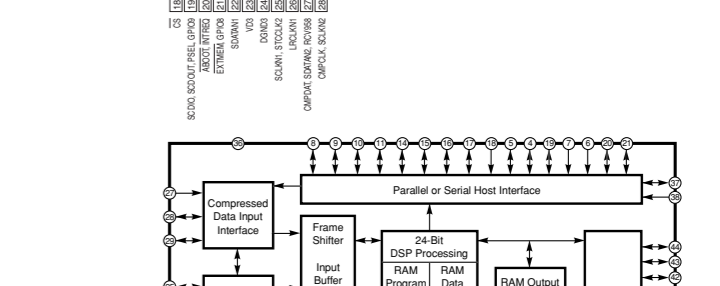 18
CS
19
SCDIO, SCDOUT, PSEL, GPIO9
20
ABOOT, INTREQ
21
EXTMEM, GPIO8
22
SDATAN1
23
VD3
24
DGND3
25
SCLKN1, STCCLK2
26
LRCLKN1
27
CMPDAT, SDATAN2, RCV958
28
CMPCLK, SCLKN2
36 8 9 10 11 14 15 16 17 18 5 4 19 7 6 20 21
Parallel or Serial Host Interface
37
38
27
28
29
Compressed
Data Input
Interface
Frame
Shifter
Input
Buffer
24-Bit
DSP Processing
RAM
Program
RAM
Data
RAM Output
44
43
42